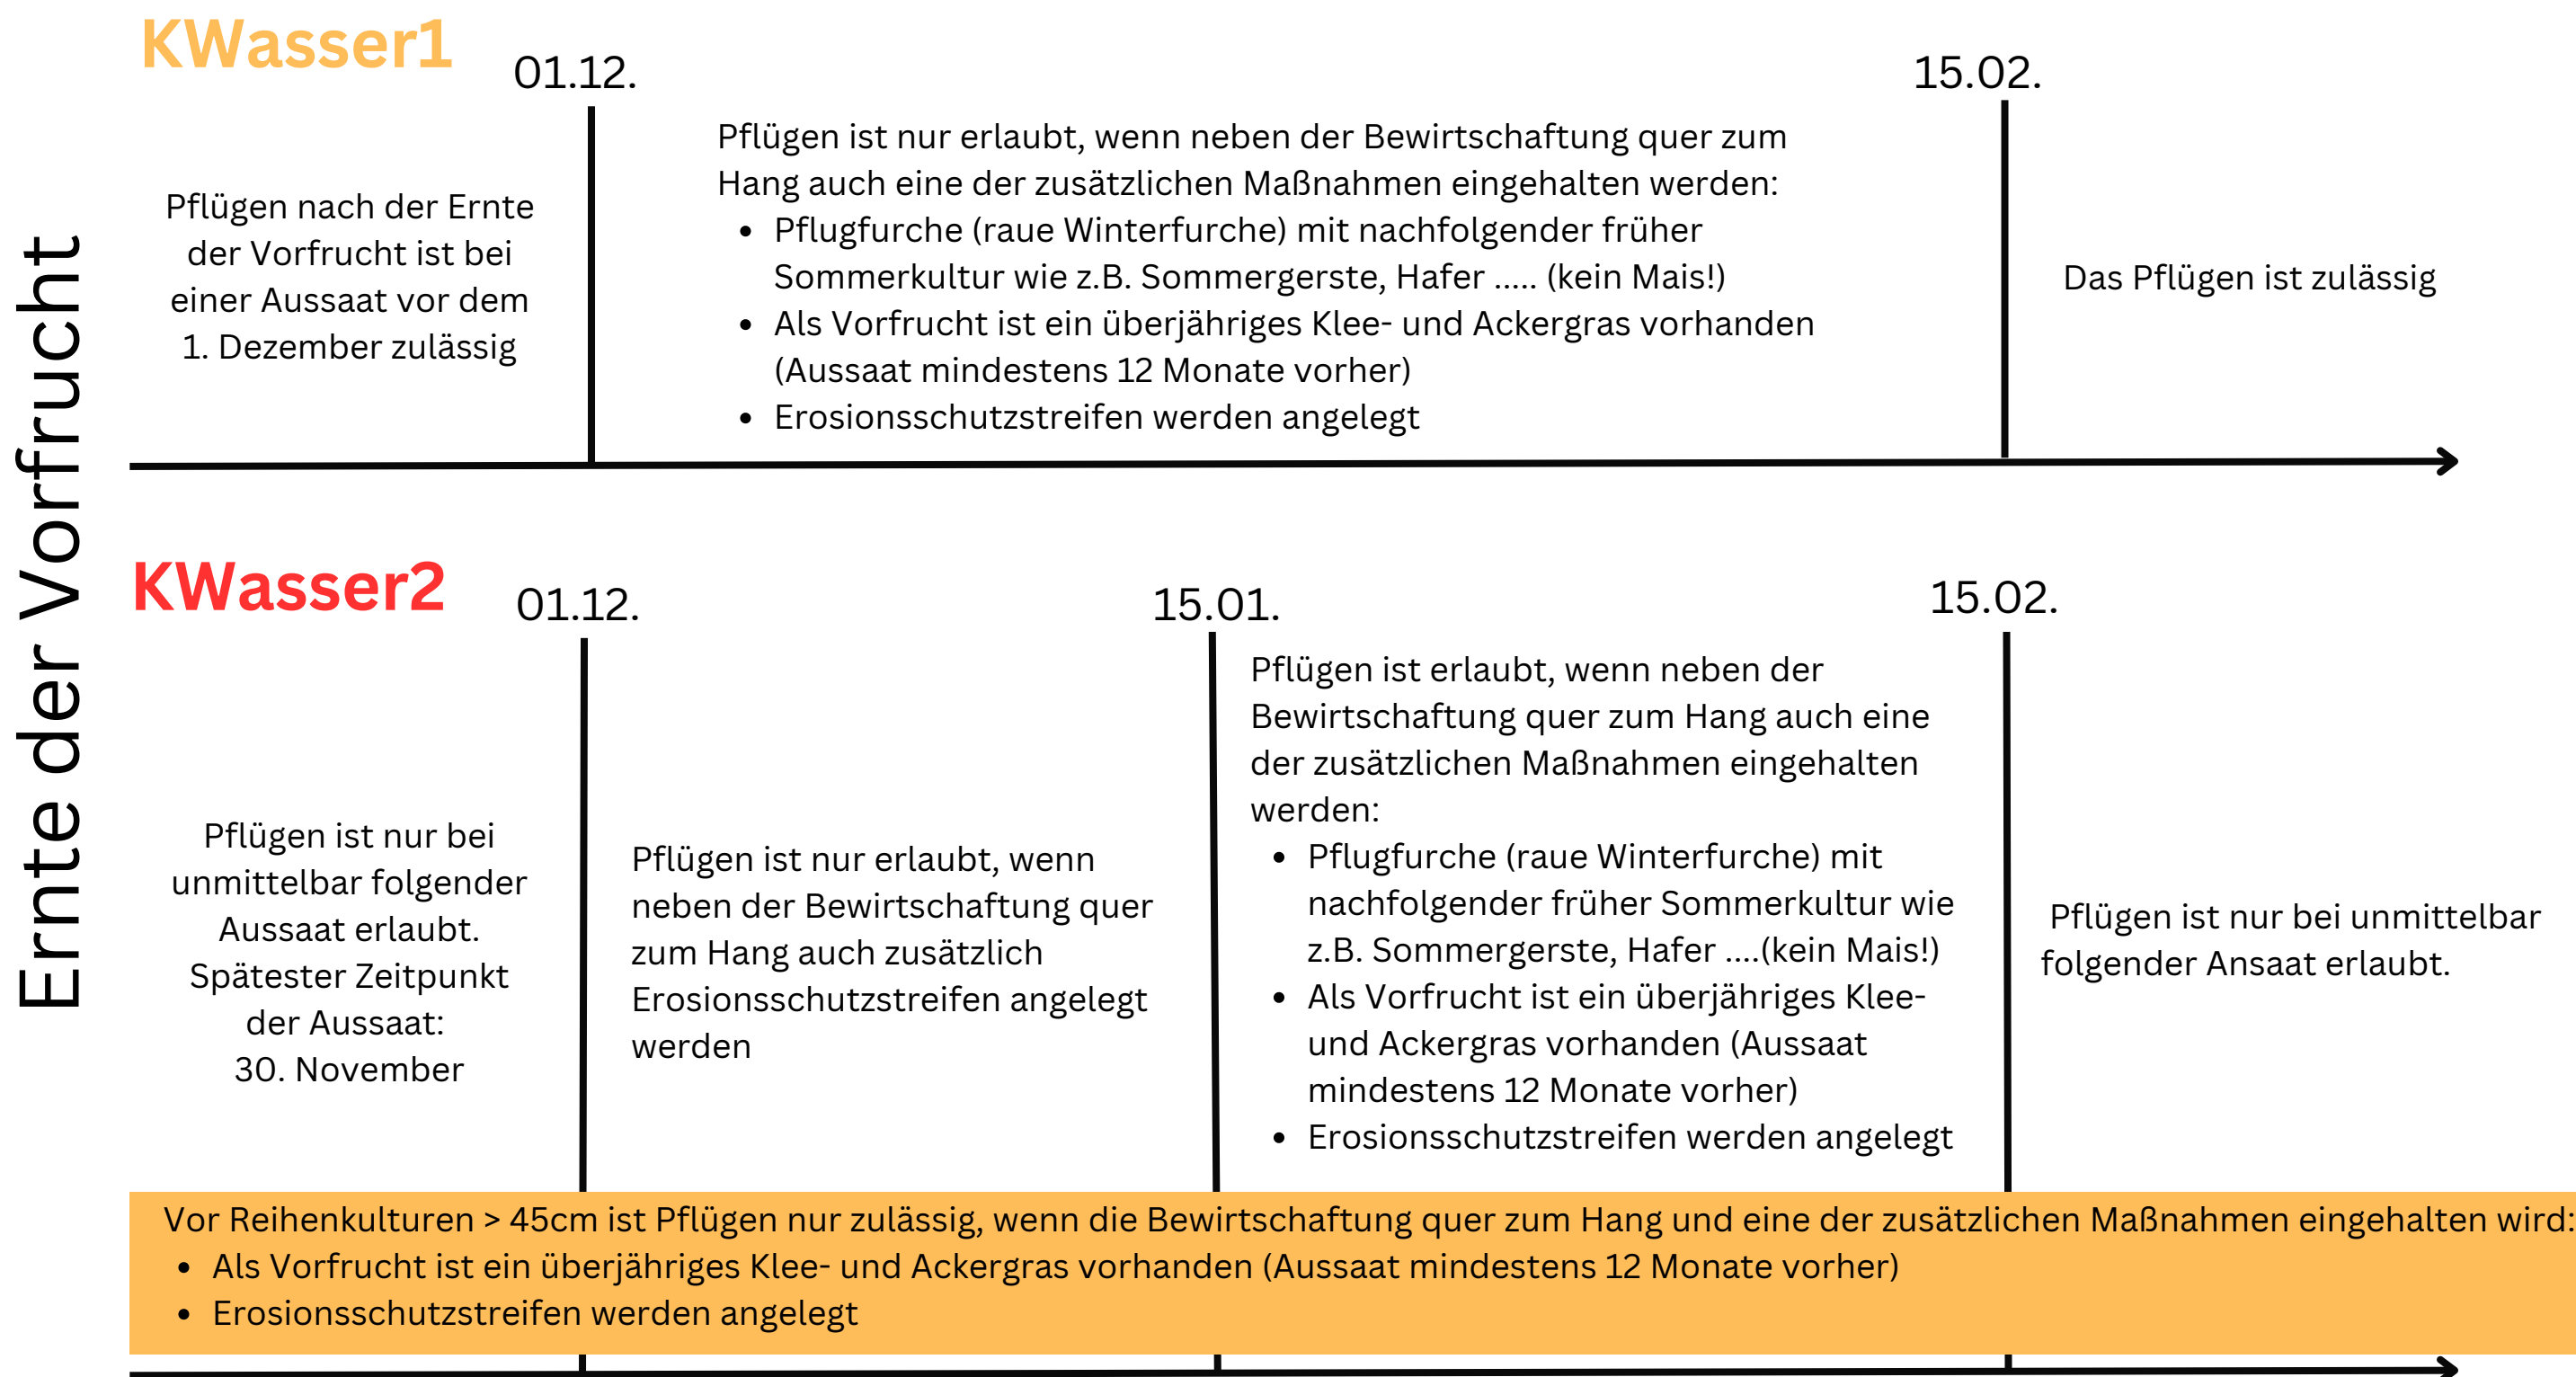 Ernte der Vorfrucht
KWasser1
01.12.
15.02.
Pflügen nach der Ernte
der Vorfrucht ist bei
einer Aussaat vor dem
1. Dezember zulässig
Pflügen ist nur erlaubt, wenn neben der Bewirtschaftung quer zum
Hang auch eine der zusätzlichen Maßnahmen eingehalten werden:
• Pflugfurche (raue Winterfurche) mit nachfolgender früher
Sommerkultur wie z.B. Sommergerste, Hafer ..... (kein Mais!)
• Als Vorfrucht ist ein überjähriges Klee- und Ackergras vorhanden
(Aussaat mindestens 12 Monate vorher)
• Erosionsschutzstreifen werden angelegt
Das Pflügen ist zulässig
KWasser2
01.12.
15.01.
15.02.
Pflügen ist nur bei
unmittelbar folgender
Aussaat erlaubt.
Spätester Zeitpunkt
der Aussaat:
30. November
Pflügen ist nur erlaubt, wenn
neben der Bewirtschaftung quer
zum Hang auch zusätzlich
Erosionsschutzstreifen angelegt
werden
Pflügen ist erlaubt, wenn neben der
Bewirtschaftung quer zum Hang auch eine
der zusätzlichen Maßnahmen eingehalten
werden:
• Pflugfurche (raue Winterfurche) mit
nachfolgender früher Sommerkultur wie
z.B. Sommergerste, Hafer ....(kein Mais!)
• Als Vorfrucht ist ein überjähriges Klee-
und Ackergras vorhanden (Aussaat
mindestens 12 Monate vorher)
• Erosionsschutzstreifen werden angelegt
Pflügen ist nur bei unmittelbar
folgender Ansaat erlaubt.
Vor Reihenkulturen > 45cm ist Pflügen nur zulässig, wenn die Bewirtschaftung quer zum Hang und eine der zusätzlichen Maßnahmen eingehalten wird:
• Als Vorfrucht ist ein überjähriges Klee- und Ackergras vorhanden (Aussaat mindestens 12 Monate vorher)
• Erosionsschutzstreifen werden angelegt